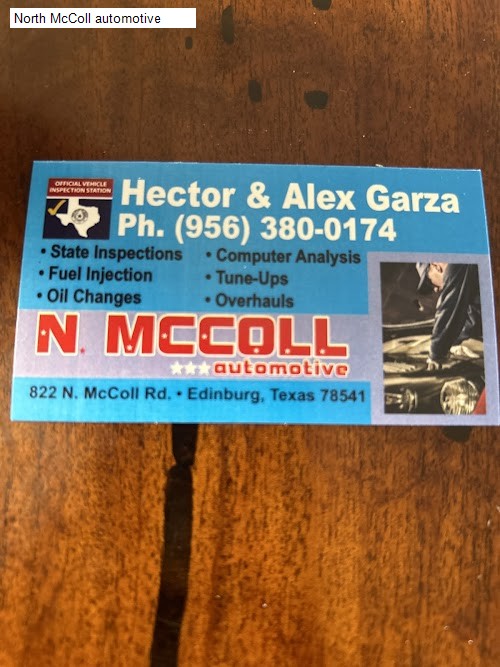 North McColl automotive
OFFICIAL VEHICLE
INSPECTION STATION
Hector & Alex Garza
Ph. (956) 380-0174
• State Inspections
• Fuel Injection
• Oil Changes
• Computer Analysis
• Tune-Ups
• Overhauls
N. MCCOLL
automotive
822 N. McColl Rd. • Edinburg, Texas 78541